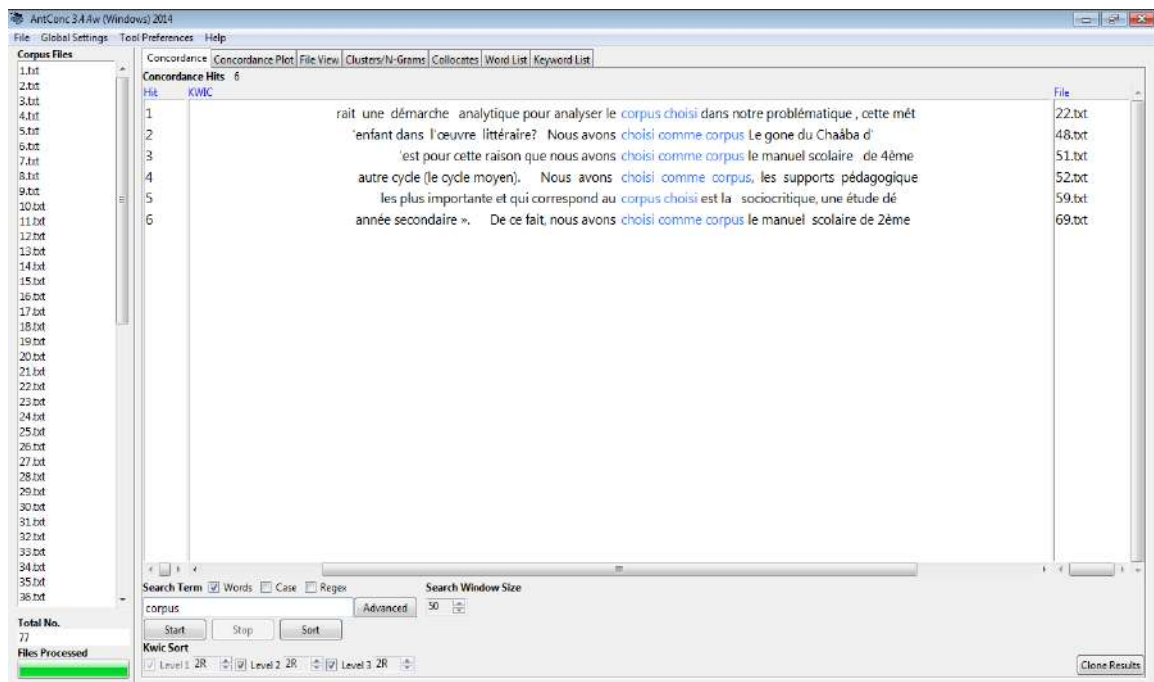 AntConc 3.4.4w (Windows) 2014
File Global Settings Tool Preferences Help
Corpus Files
1.txt
2.txt
3.txt
4.txt
5.txt
6.txt
7.txt
8.txt
9.txt
10.txt
11.txt
12.txt
13.txt
14.txt
15.txt
16.txt
17.txt
18.txt
19.txt
20.txt
21.txt
22.txt
23.txt
24.txt
25.txt
26.txt
27.txt
28.txt
29.txt
30.txt
31.txt
32.txt
33.txt
34.txt
35.txt
36.txt
Total No.
77
Files Processed
Concordance Concordance Plot File View Clusters/N-Grams Collocates Word List Keyword List
Concordance Hits 6
Hit KWIC File
1 rait une démarche analytique pour analyser le corpus choisi dans notre problématique , cette mét 22.txt
2 'enfant dans l'œuvre littéraire? Nous avons choisi comme corpus Le gone du Chaâba d' 48.txt
3 'est pour cette raison que nous avons choisi comme corpus le manuel scolaire de 4ème 51.txt
4 autre cycle (le cycle moyen). Nous avons choisi comme corpus, les supports pédagogique 52.txt
5 les plus importante et qui correspond au corpus choisi est la sociocritique, une étude dé 59.txt
6 année secondaire ». De ce fait, nous avons choisi comme corpus le manuel scolaire de 2ème 69.txt
Search Term Words Case Regex Search Window Size
corpus Advanced 50
Start Stop Sort
Kwic Sort
Level 1 2R Level 2 2R Level 3 2R Clone Results